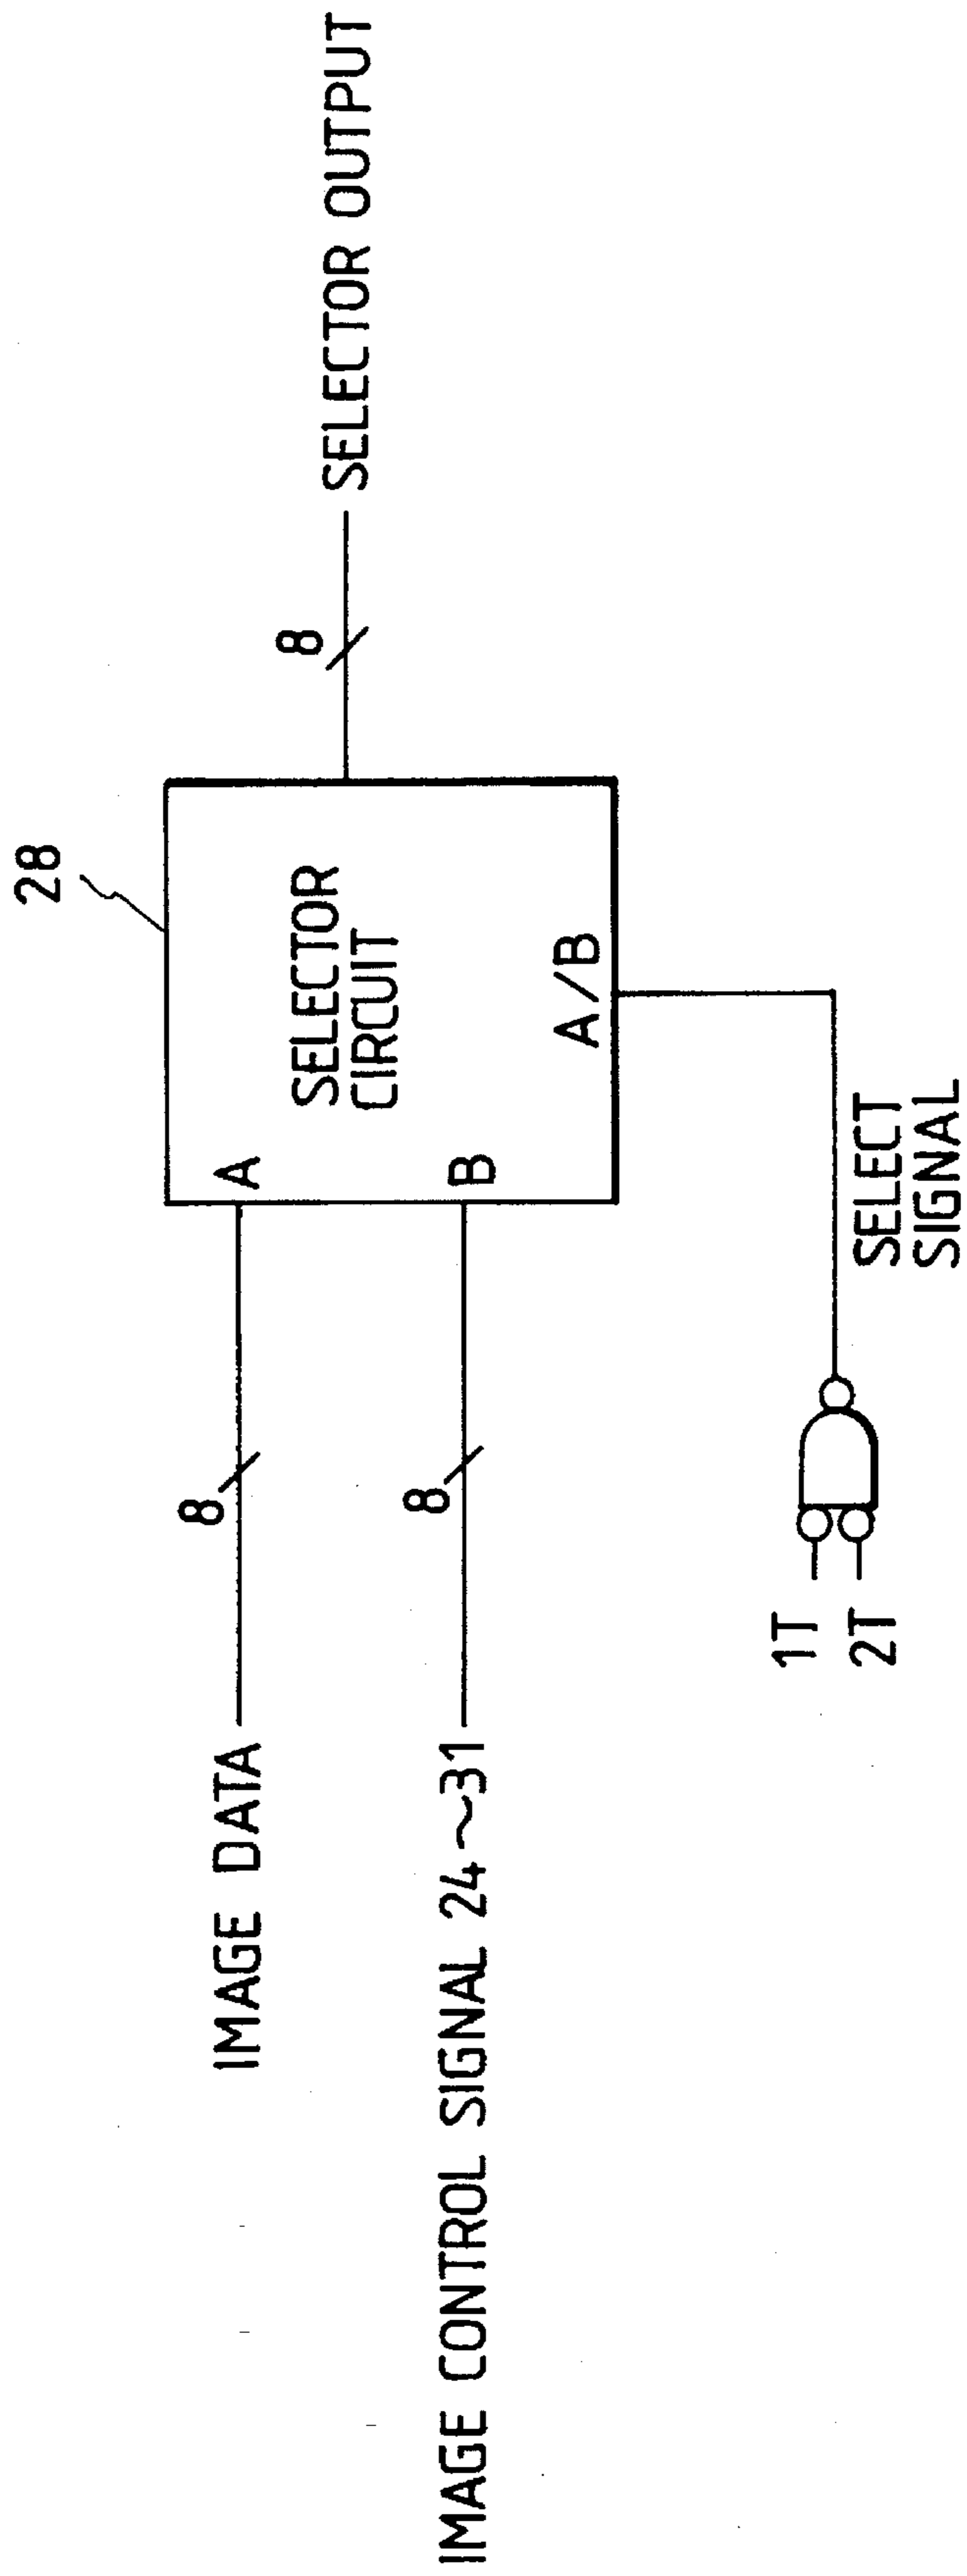 28
IMAGE DATA
8
A
SELECTOR
CIRCUIT
8
SELECTOR OUTPUT
IMAGE CONTROL SIGNAL 24~31
8
B
A/B
1T
2T
SELECT
SIGNAL